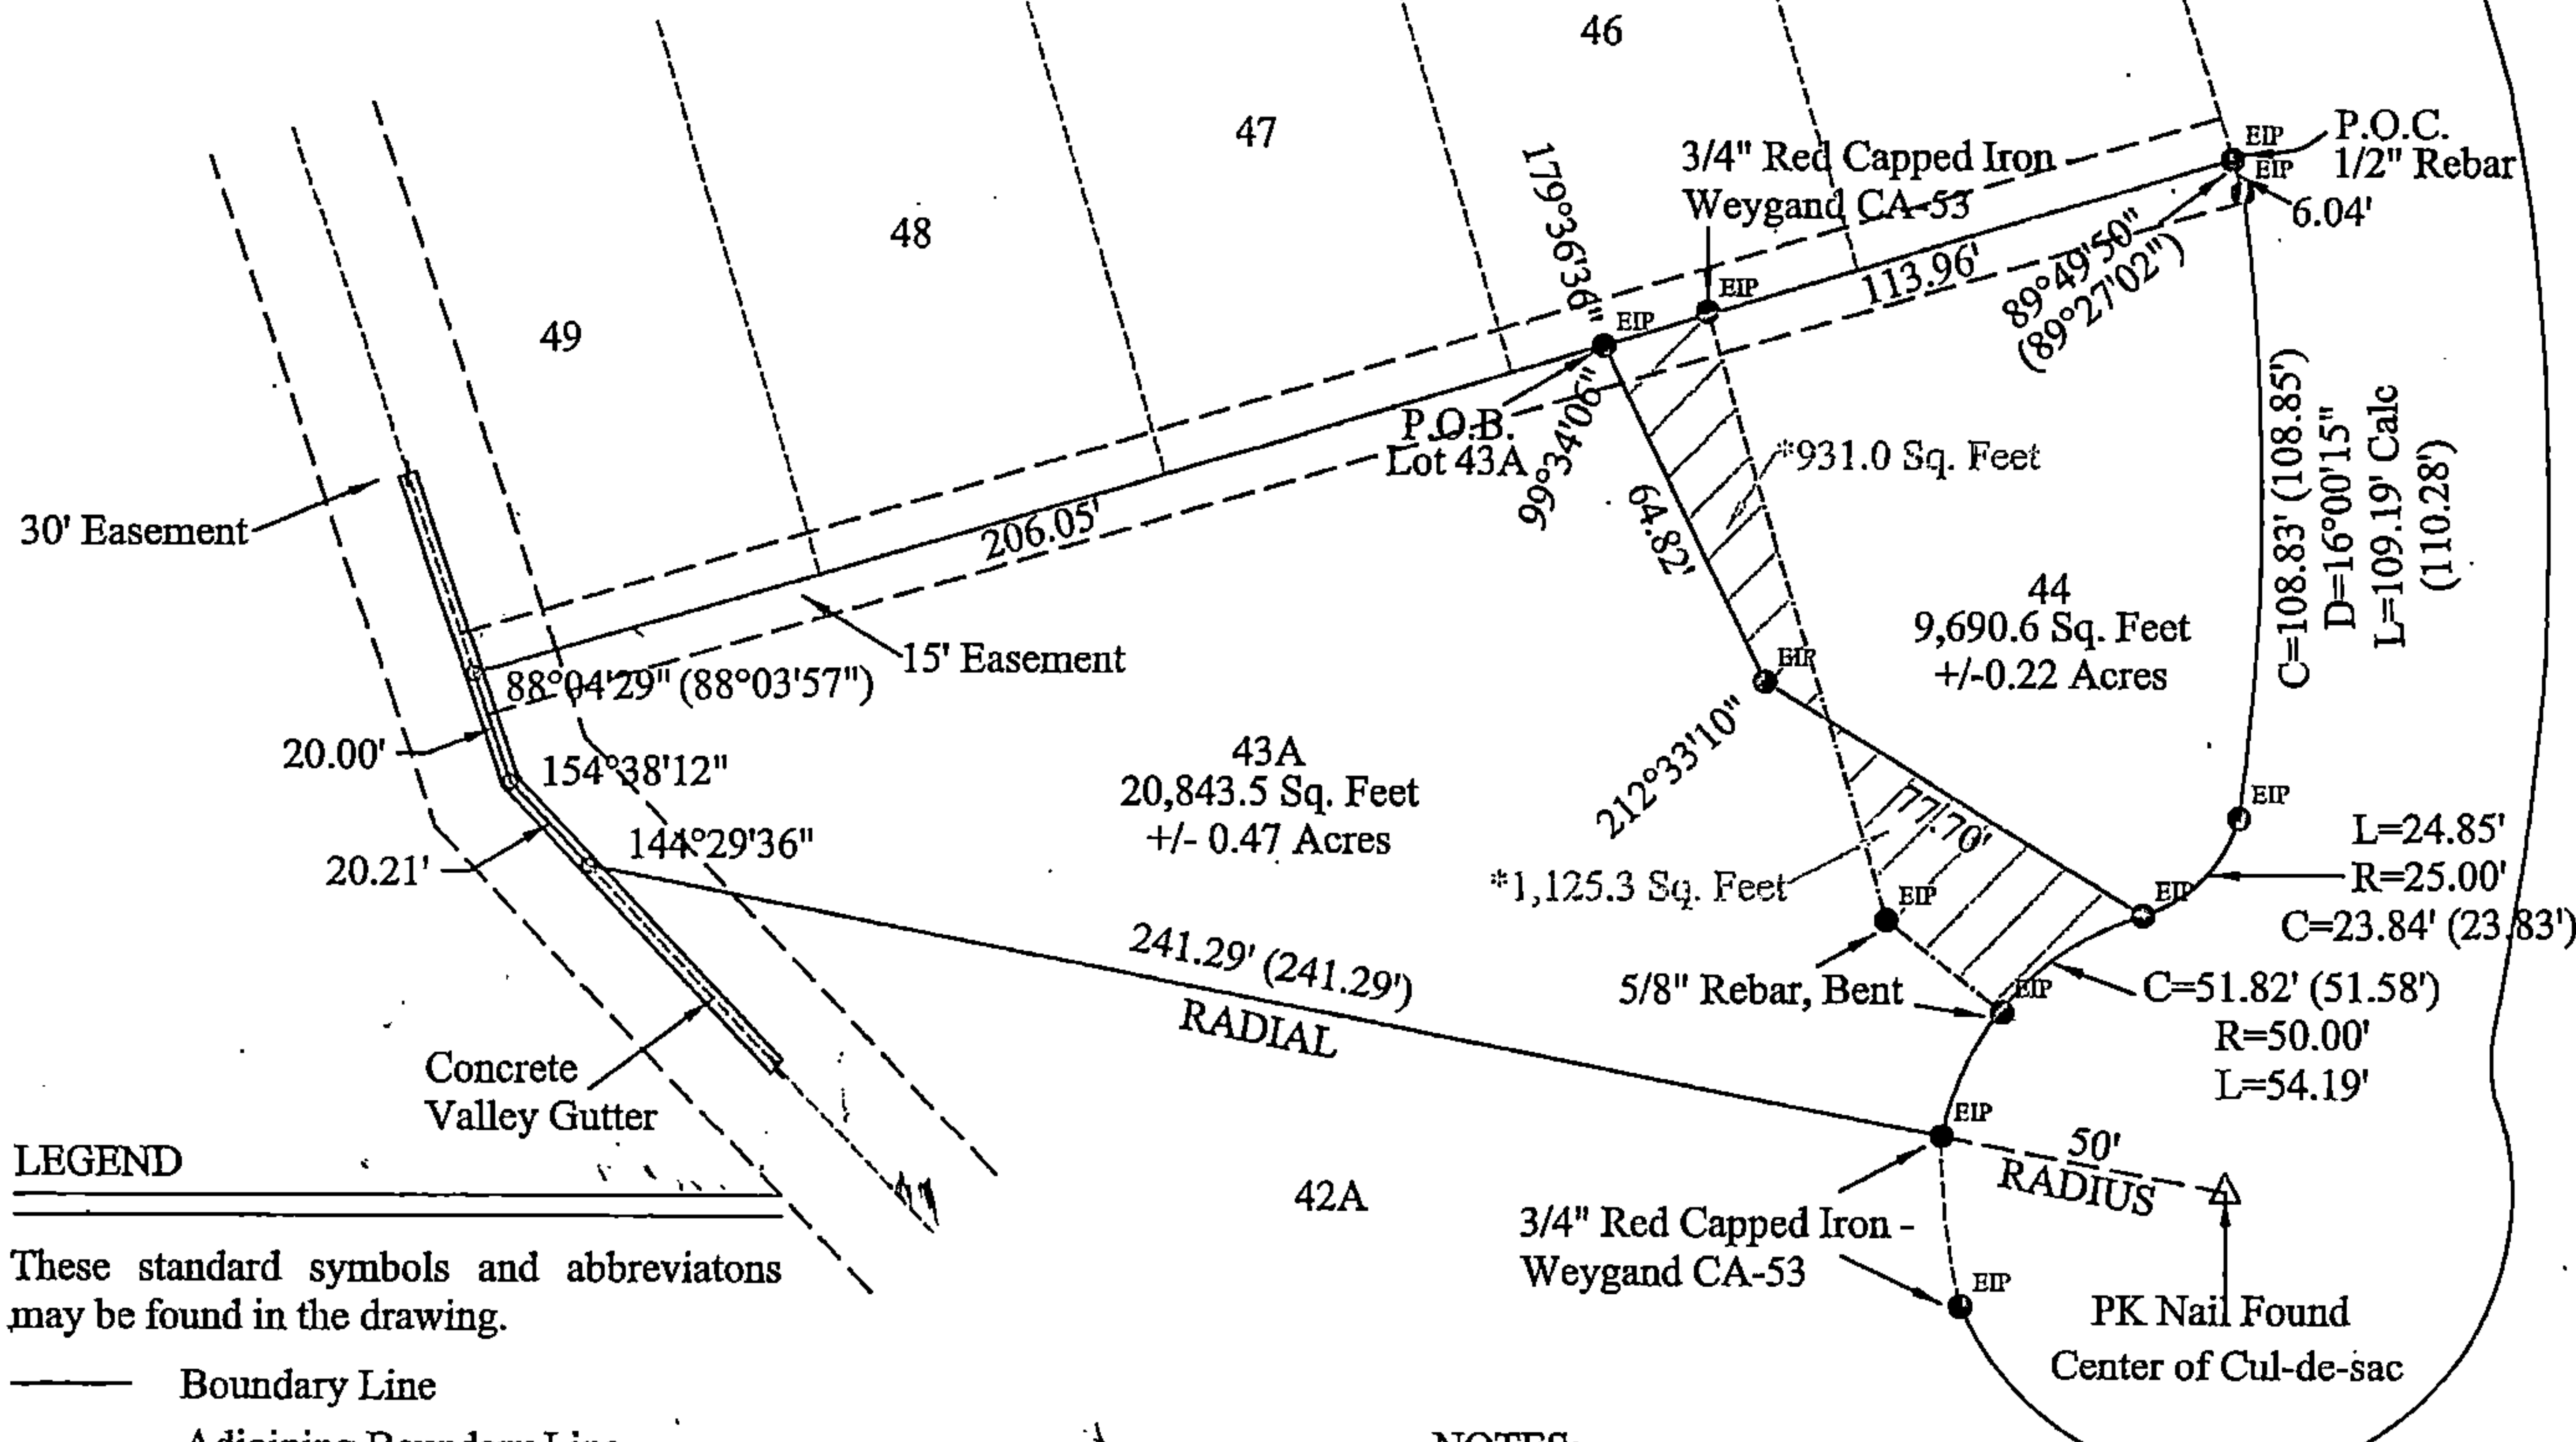 46
47
48
49
3/4" Red Capped Iron
Weygand CA-53
EIP
P.O.C.
1/2" Rebar
EIP
6.04'
179°36'36"
EIP
EIP
113.96'
89°49'50"
(89°27'02")
P.O.B.
Lot 43A
99°34'06"
*931.0 Sq. Feet
64.82'
206.05'
30' Easement
15' Easement
88°04'29" (88°03'57")
20.00'
154°38'12"
20.21'
144°29'36"
43A
20,843.5 Sq. Feet
+/- 0.47 Acres
EIP
212°33'10"
44
9,690.6 Sq. Feet
+/-0.22 Acres
C=108.83' (108.85')
D=16°00'15"
L=109.19' Calc
(110.28')
77.70'
*1,125.3 Sq. Feet
EIP
EIP
EIP
L=24.85'
R=25.00'
C=23.84' (23.83')
5/8" Rebar, Bent
EIP
C=51.82' (51.58')
R=50.00'
L=54.19'
241.29' (241.29')
RADIAL
Concrete
Valley Gutter
EIP
50'
RADIUS
42A
3/4" Red Capped Iron -
Weygand CA-53
EIP
PK Nail Found
Center of Cul-de-sac
LEGEND
These standard symbols and abbreviatons
may be found in the drawing.
Boundary Line
Adjoining Boundary Line
NOTES: